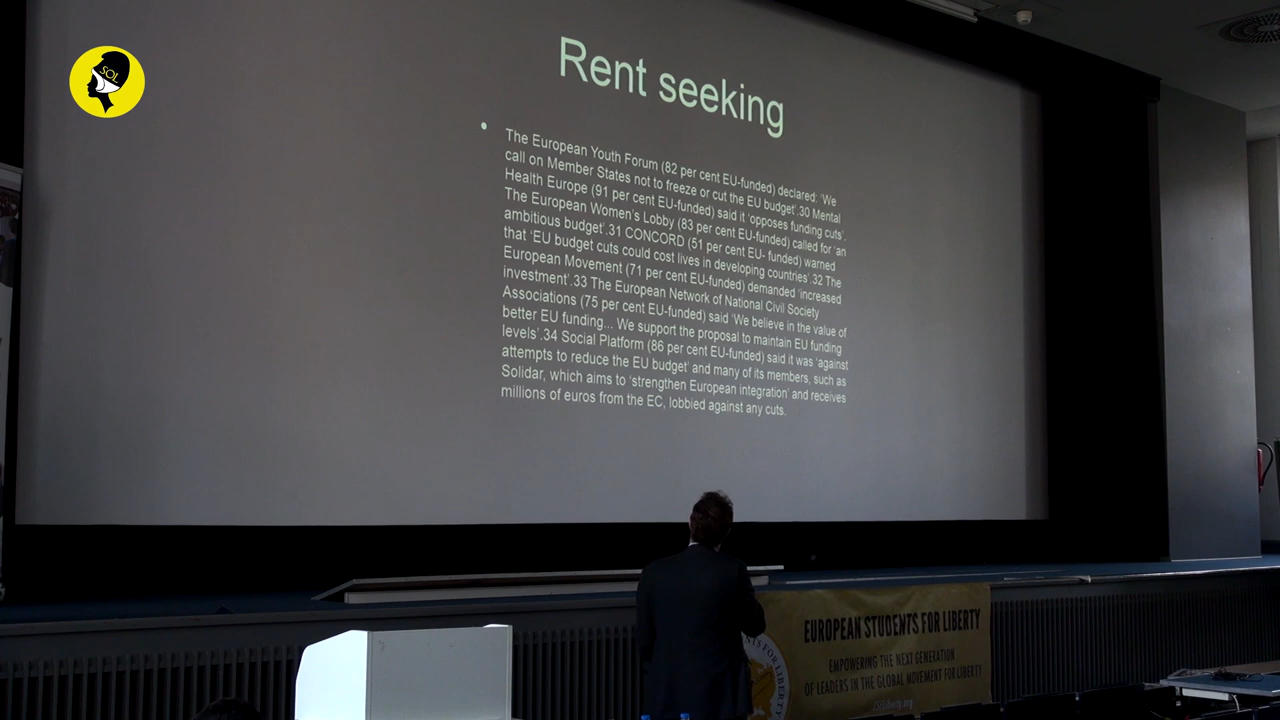 SOL
Rent seeking
• The European Youth Forum (82 per cent EU-funded) declared: ‘We
call on Member States not to freeze or cut the EU budget’.30 Mental
Health Europe (91 per cent EU-funded) said it ‘opposes funding cuts’.
The European Women’s Lobby (83 per cent EU-funded) called for ‘an
ambitious budget’.31 CONCORD (51 per cent EU- funded) warned
that ‘EU budget cuts could cost lives in developing countries’.32 The
European Movement (71 per cent EU-funded) demanded ‘increased
investment’.33 The European Network of National Civil Society
Associations (75 per cent EU-funded) said ‘We believe in the value of
better EU funding... We support the proposal to maintain EU funding
levels’.34 Social Platform (86 per cent EU-funded) said it was ‘against
attempts to reduce the EU budget’ and many of its members, such as
Solidar, which aims to ‘strengthen European integration’ and receives
millions of euros from the EC, lobbied against any cuts.
EUROPEAN STUDENTS FOR LIBERTY
EMPOWERING THE NEXT GENERATION
OF LEADERS IN THE GLOBAL MOVEMENT FOR LIBERTY
FOR LIBERTY